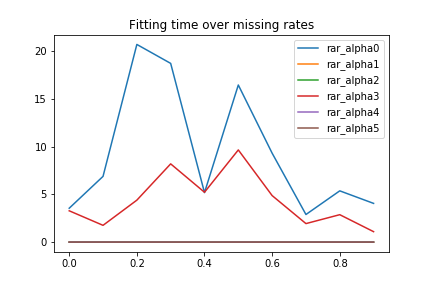 Fitting time over missing rates
rar_alpha0
rar_alpha1
rar_alpha2
rar_alpha3
rar_alpha4
rar_alpha5
20
15
10
5
0
0.0 0.2 0.4 0.6 0.8